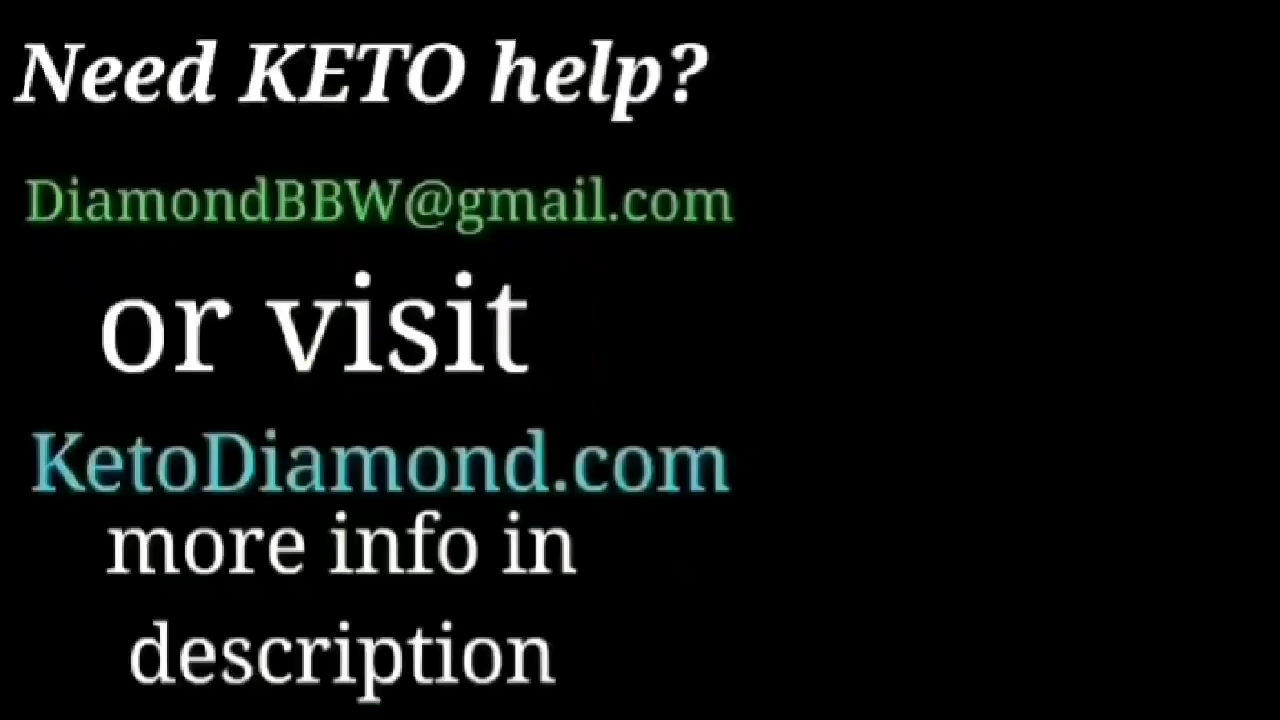 Need KETO help?
DiamondBBW@gmail.com
or visit
KetoDiamond.com
more info in
description